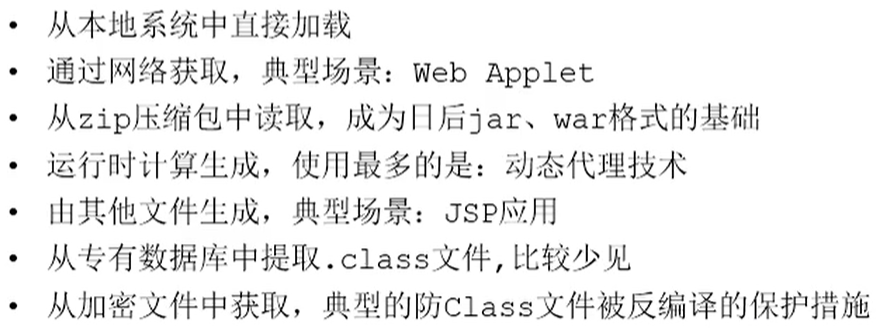 • 从本地系统中直接加载
• 通过网络获取，典型场景：Web Applet
• 从zip压缩包中读取，成为日后jar、war格式的基础
• 运行时计算生成，使用最多的是：动态代理技术
• 由其他文件生成，典型场景：JSP应用
• 从专有数据库中提取.class文件,比较少见
• 从加密文件中获取，典型的防Class文件被反编译的保护措施